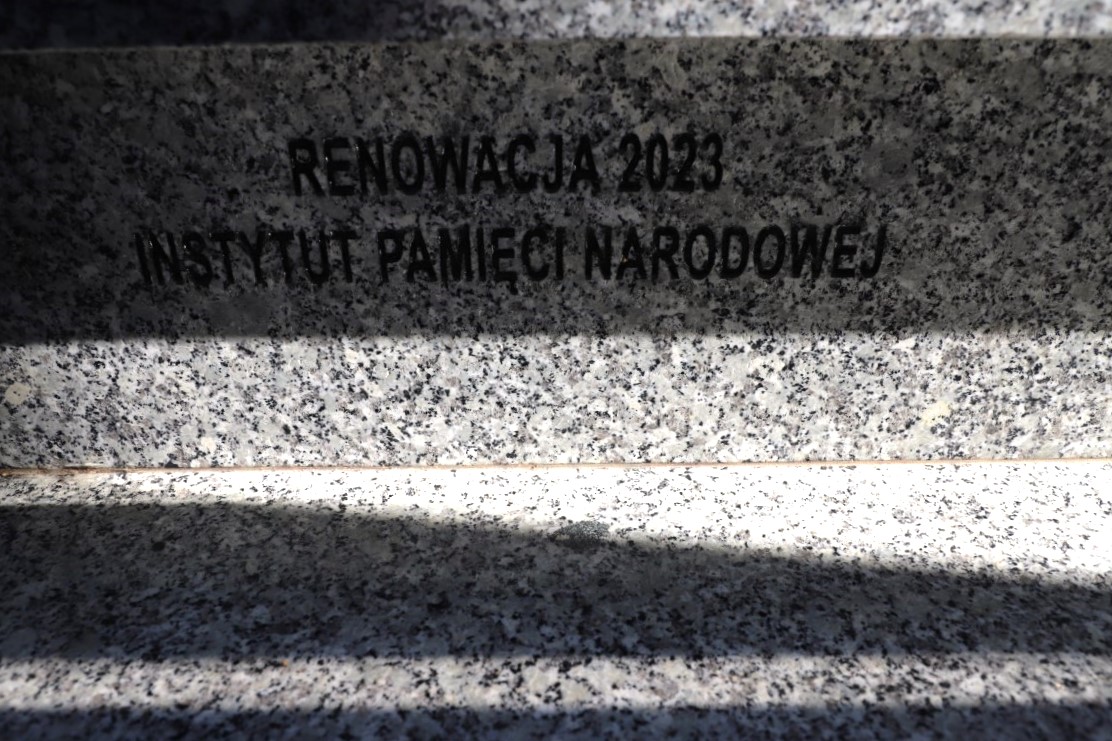 RENOWACJA 2023
INSTYTUT PAMIĘCI NARODOWEJ